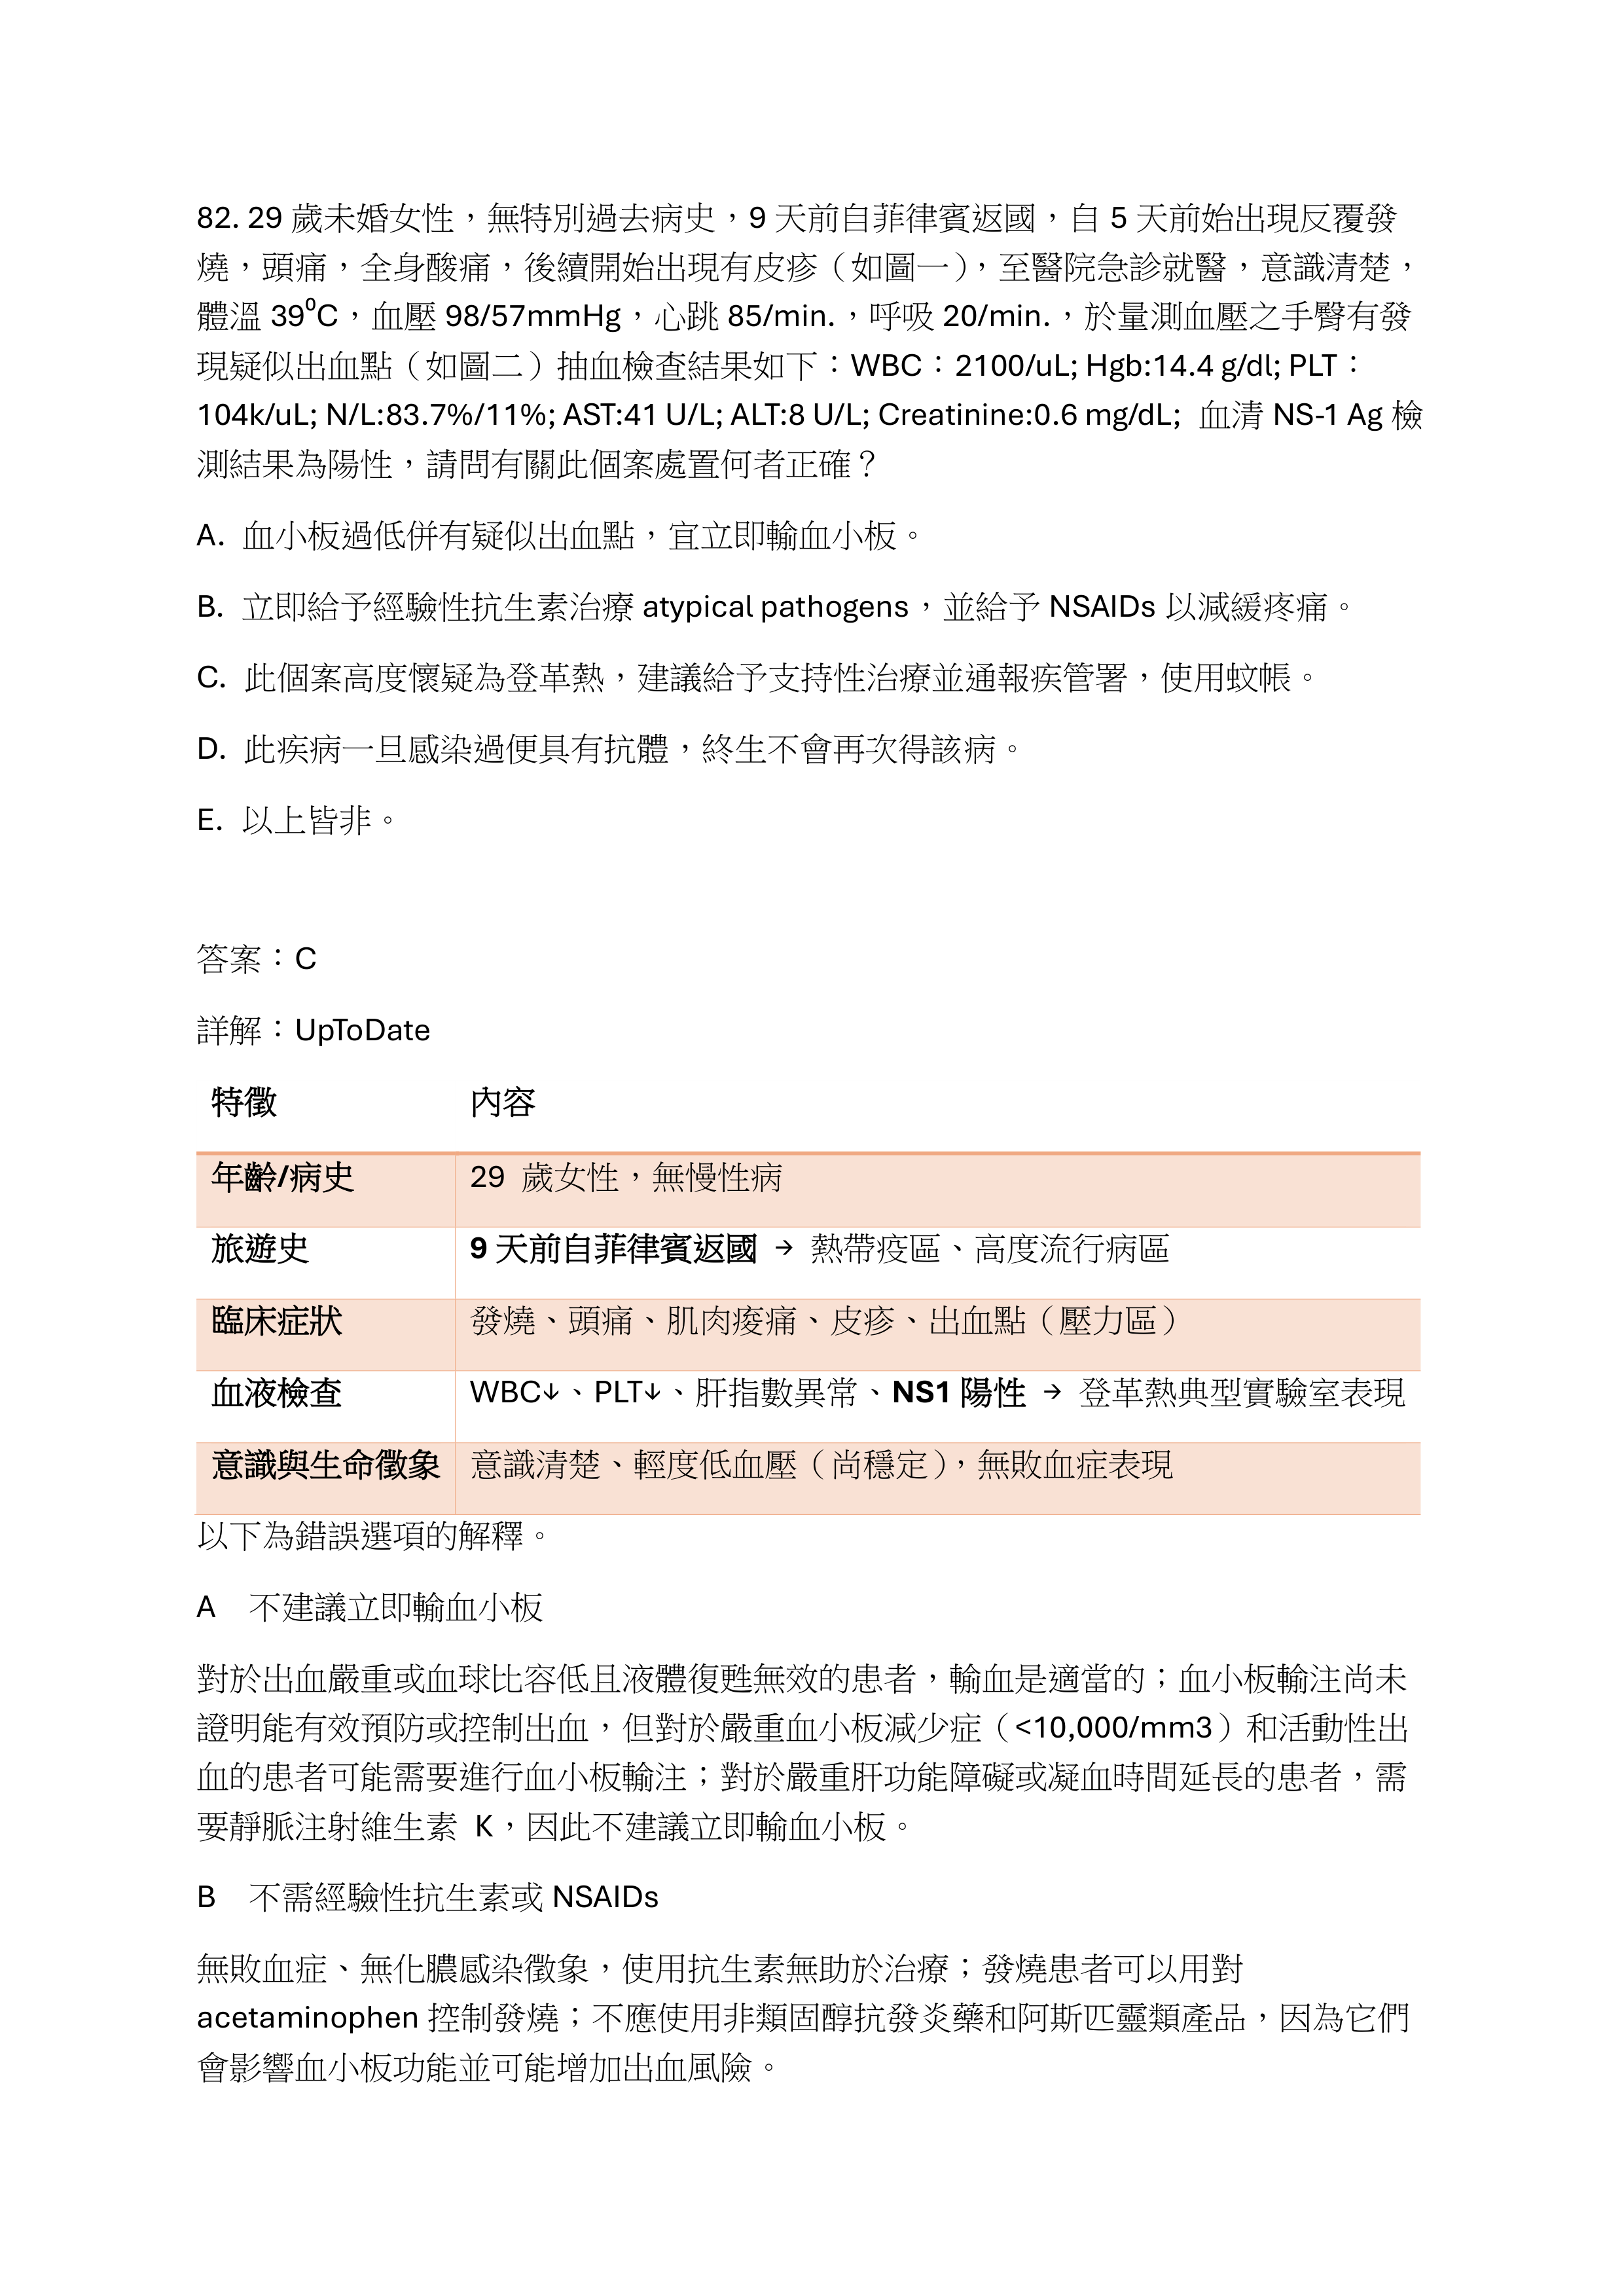 82. 29 歲未婚女性，無特別過去病史，9 天前自菲律賓返國，自 5 天前始出現反覆發
燒，頭痛，全身酸痛，後續開始出現有皮疹（如圖一），至醫院急診就醫，意識清楚，
體溫 39⁰C，血壓 98/57mmHg，心跳 85/min.，呼吸 20/min.，於量測血壓之手臂有發
現疑似出血點（如圖二）抽血檢查結果如下：WBC：2100/uL; Hgb:14.4 g/dl; PLT：
104k/uL; N/L:83.7%/11%; AST:41 U/L; ALT:8 U/L; Creatinine:0.6 mg/dL; 血清 NS-1 Ag 檢
測結果為陽性，請問有關此個案處置何者正確？
A. 血小板過低併有疑似出血點，宜立即輸血小板。
B. 立即給予經驗性抗生素治療 atypical pathogens，並給予 NSAIDs 以減緩疼痛。
C. 此個案高度懷疑為登革熱，建議給予支持性治療並通報疾管署，使用蚊帳。
D. 此疾病一旦感染過便具有抗體，終生不會再次得該病。
E. 以上皆非。
答案：C
詳解：UpToDate
特徵 內容
年齡/病史 29 歲女性，無慢性病
旅遊史 9 天前自菲律賓返國 → 熱帶疫區、高度流行病區
臨床症狀 發燒、頭痛、肌肉痠痛、皮疹、出血點（壓力區）
血液檢查 WBC↓、PLT↓、肝指數異常、NS1 陽性 → 登革熱典型實驗室表現
意識與生命徵象 意識清楚、輕度低血壓（尚穩定），無敗血症表現
以下為錯誤選項的解釋。
A 不建議立即輸血小板
對於出血嚴重或血球比容低且液體復甦無效的患者，輸血是適當的；血小板輸注尚未
證明能有效預防或控制出血，但對於嚴重血小板減少症（<10,000/mm3）和活動性出
血的患者可能需要進行血小板輸注；對於嚴重肝功能障礙或凝血時間延長的患者，需
要靜脈注射維生素 K，因此不建議立即輸血小板。
B 不需經驗性抗生素或 NSAIDs
無敗血症、無化膿感染徵象，使用抗生素無助於治療；發燒患者可以用對
acetaminophen 控制發燒；不應使用非類固醇抗發炎藥和阿斯匹靈類產品，因為它們
會影響血小板功能並可能增加出血風險。